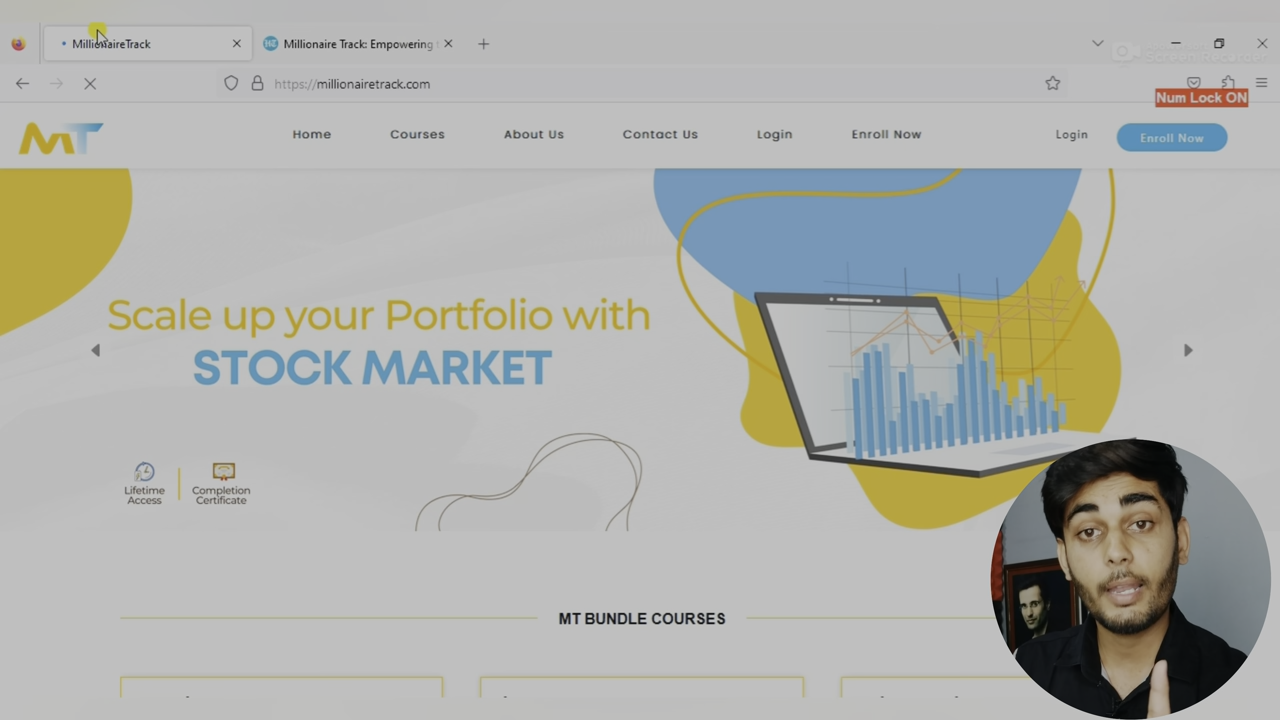 MillionaireTrack
Millionaire Track: Empowering
https://millionairetrack.com
Num Lock ON
MT
Home
Courses
About Us
Contact Us
Login
Enroll Now
Login
Enroll Now
Scale up your Portfolio with
STOCK MARKET
Lifetime
Access
Completion
Certificate
MT BUNDLE COURSES